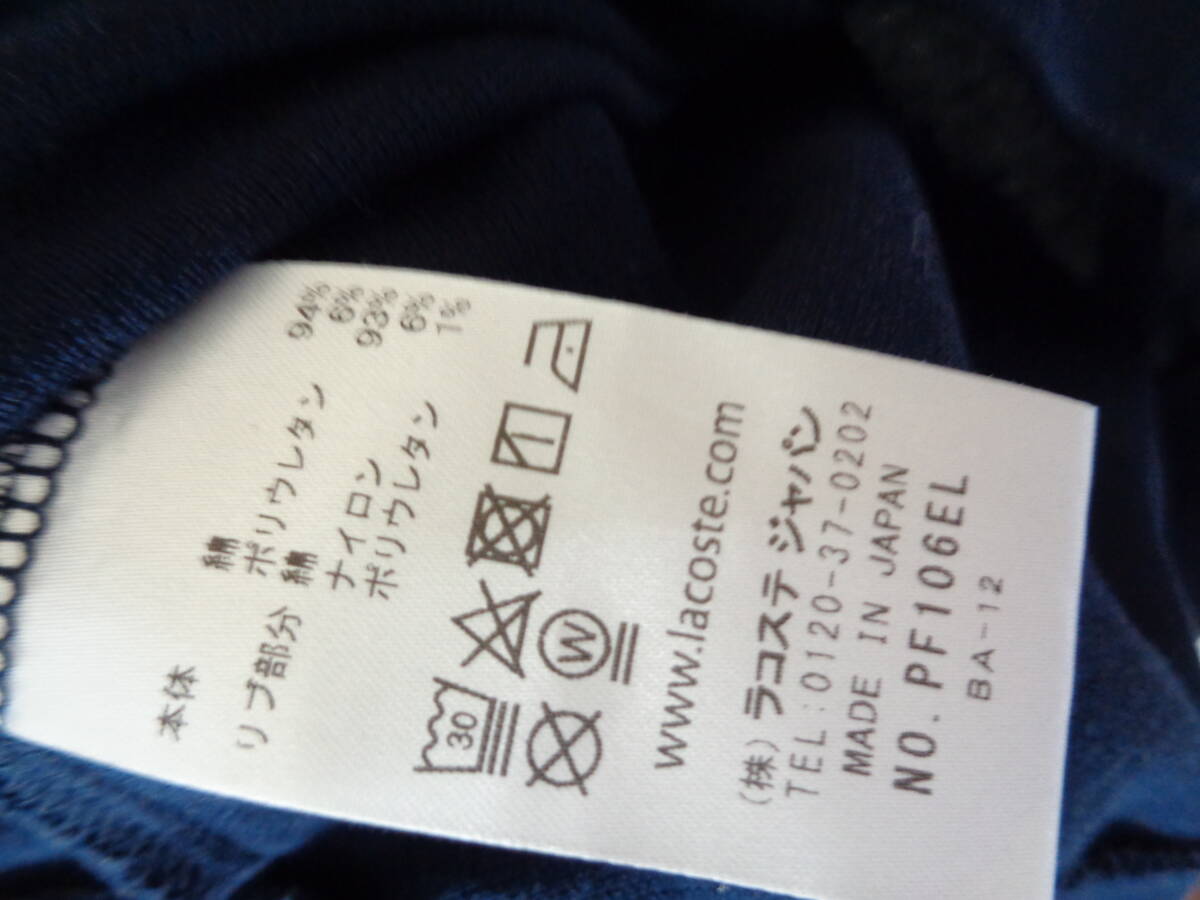 本体 綿 94%
ポリウレタン 6%
リブ部分 綿 93%
ナイロン 6%
ポリウレタン 1%
30
W
www.lacoste.com
(株) ラコステ ジャパン
TEL:0120-37-0202
MADE IN JAPAN
NO. PF106EL
BA-12